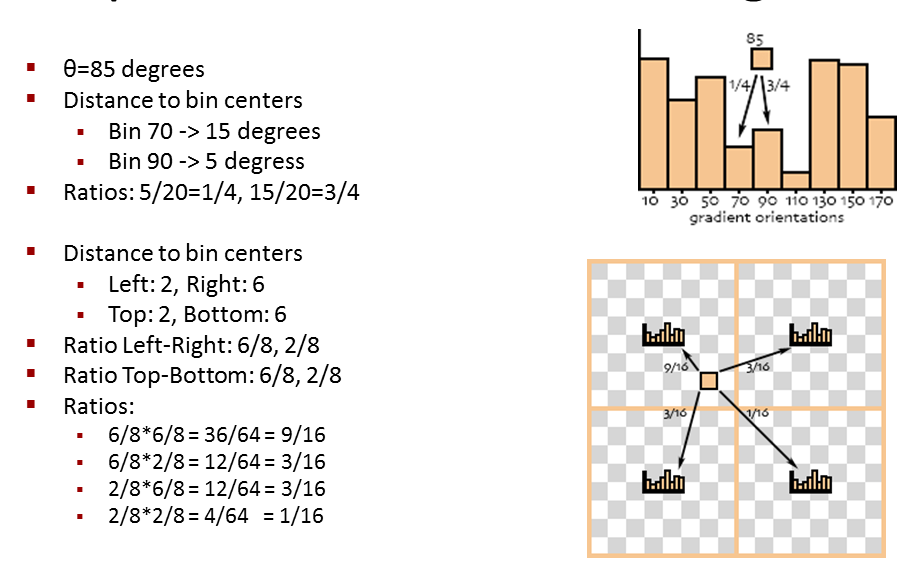 θ=85 degrees
Distance to bin centers
Bin 70 -> 15 degrees
Bin 90 -> 5 degress
Ratios: 5/20=1/4, 15/20=3/4
Distance to bin centers
Left: 2, Right: 6
Top: 2, Bottom: 6
Ratio Left-Right: 6/8, 2/8
Ratio Top-Bottom: 6/8, 2/8
Ratios:
6/8*6/8 = 36/64 = 9/16
6/8*2/8 = 12/64 = 3/16
2/8*6/8 = 12/64 = 3/16
2/8*2/8 = 4/64 = 1/16
85
1/4 3/4
10 30 50 70 90 110 130 150 170
gradient orientations
9/16 3/16
3/16 1/16